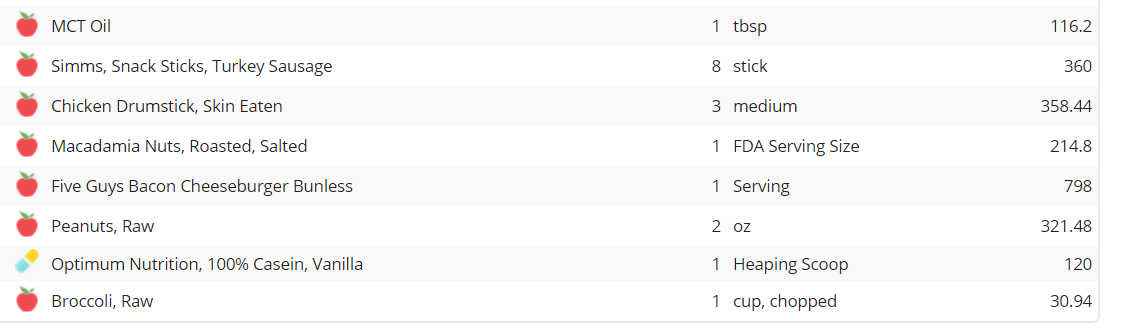 MCT Oil 1 tbsp 116.2
Simms, Snack Sticks, Turkey Sausage 8 stick 360
Chicken Drumstick, Skin Eaten 3 medium 358.44
Macadamia Nuts, Roasted, Salted 1 FDA Serving Size 214.8
Five Guys Bacon Cheeseburger Bunless 1 Serving 798
Peanuts, Raw 2 oz 321.48
Optimum Nutrition, 100% Casein, Vanilla 1 Heaping Scoop 120
Broccoli, Raw 1 cup, chopped 30.94